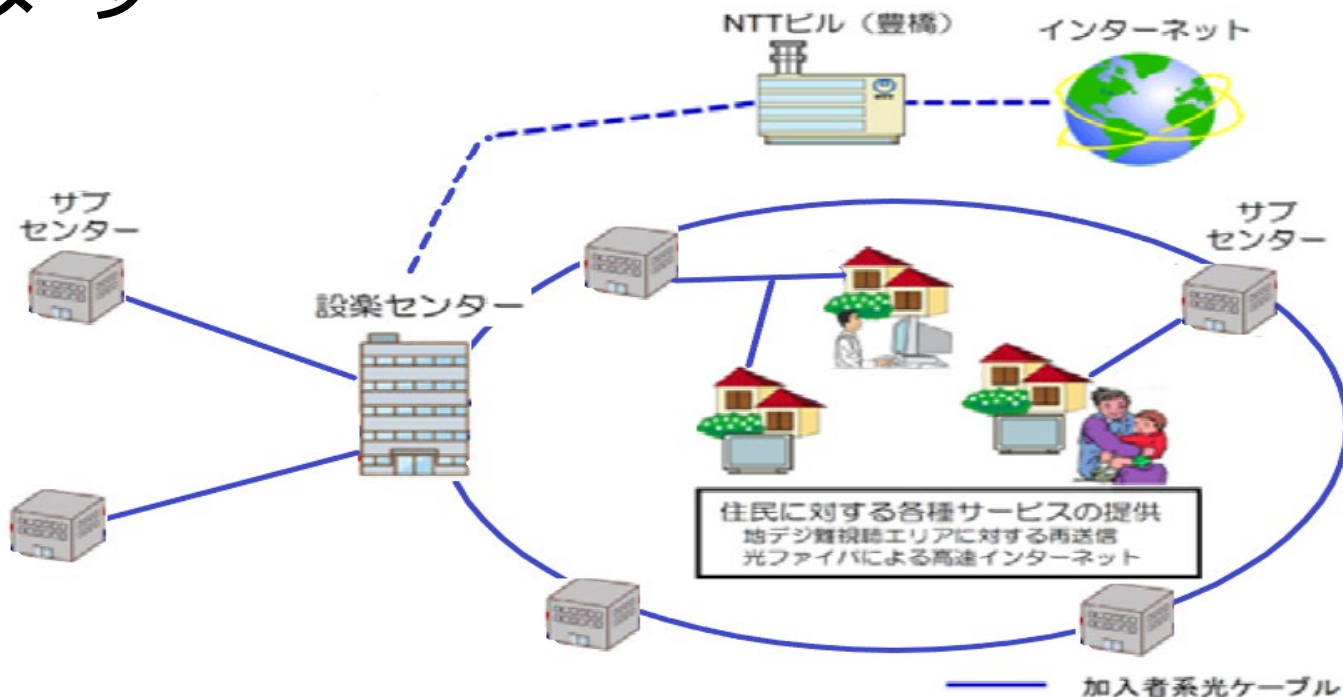 NTTビル（豊橋）
インターネット
NTT
サブ
センター
サブ
センター
設楽センター
住民に対する各種サービスの提供
地デジ難視聴エリアに対する再送信
光ファイバによる高速インターネット
加入者系光ケーブル